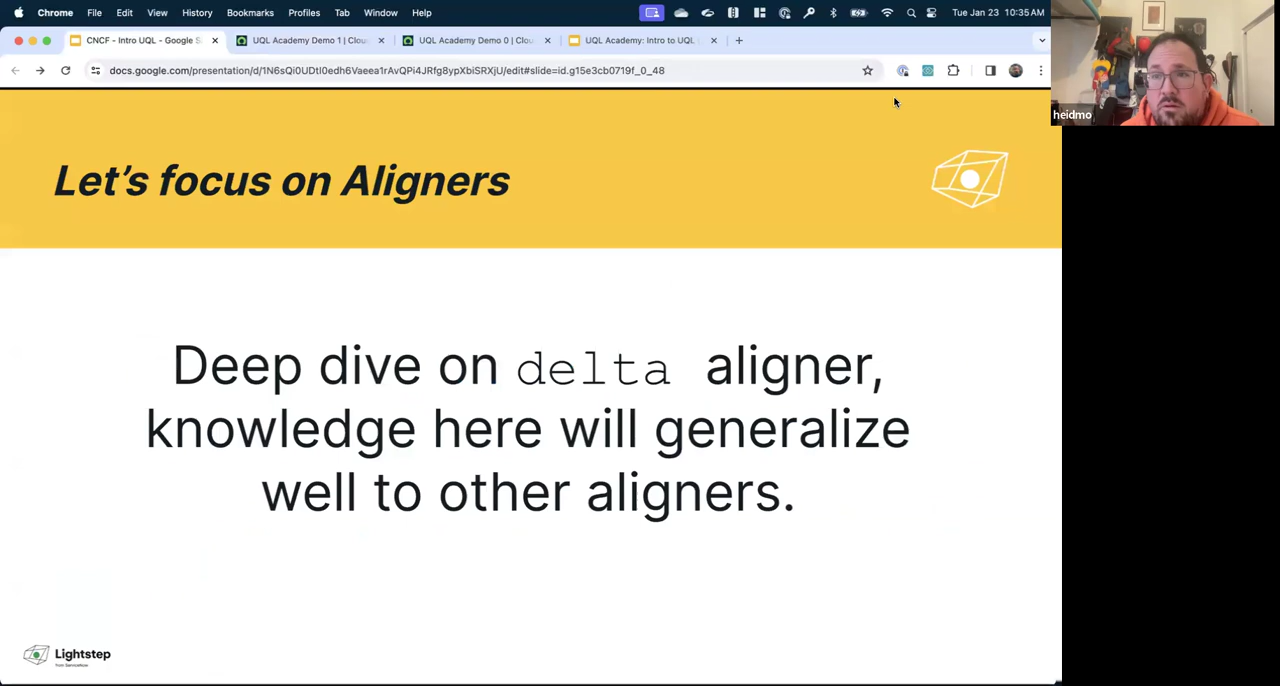 Chrome File Edit View History Bookmarks Profiles Tab Window Help Tue Jan 23 10:35 AM
CNCF - Intro UQL - Google S UQL Academy Demo 1 | Clou UQL Academy Demo 0 | Clou UQL Academy: Intro to UQL
docs.google.com/presentation/d/1N6sQi0UDtI0edh6Vaeea1rAvQPi4JRfg8ypXbiSRXjU/edit#slide=id.g15e3cb0719f_0_48
heidmo
Let's focus on Aligners
Deep dive on delta aligner,
knowledge here will generalize
well to other aligners.
Lightstep
from ServiceNow